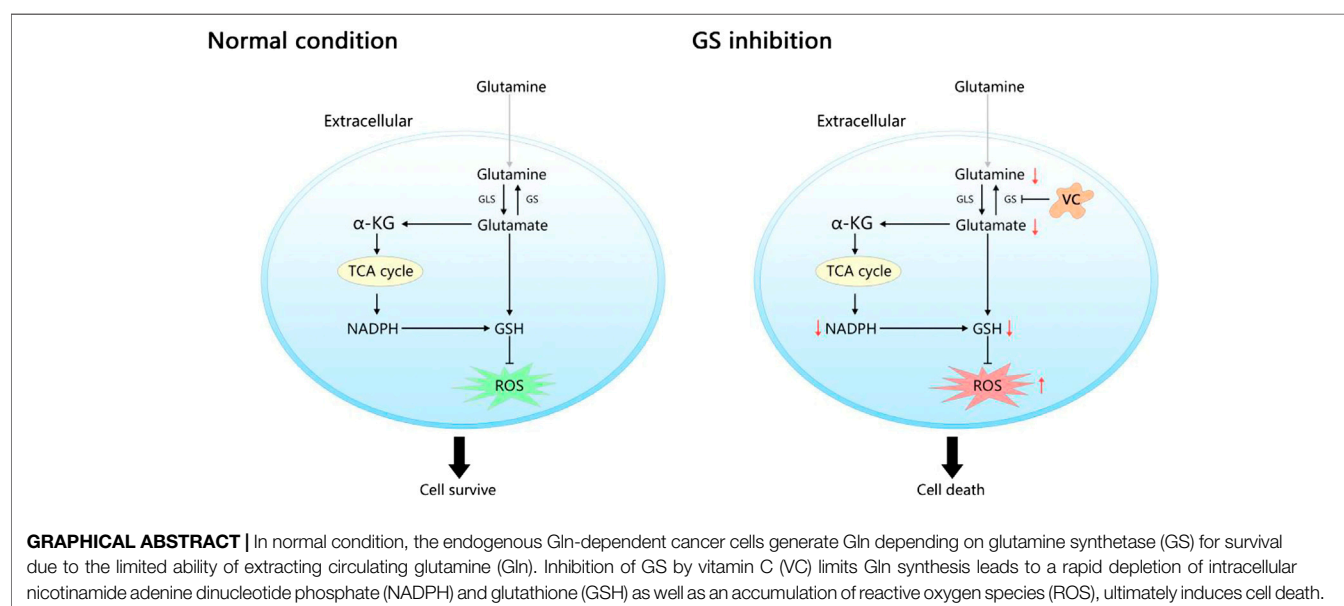 Normal condition
GS inhibition
Glutamine
Extracellular
Glutamine
GLS
GS
α-KG
Glutamate
TCA cycle
NADPH
GSH
ROS
Cell survive
Glutamine
Extracellular
Glutamine
GLS
GS
VC
α-KG
Glutamate
TCA cycle
NADPH
GSH
ROS
Cell death
GRAPHICAL ABSTRACT | In normal condition, the endogenous Gln-dependent cancer cells generate Gln depending on glutamine synthetase (GS) for survival
due to the limited ability of extracting circulating glutamine (Gln). Inhibition of GS by vitamin C (VC) limits Gln synthesis leads to a rapid depletion of intracellular
nicotinamide adenine dinucleotide phosphate (NADPH) and glutathione (GSH) as well as an accumulation of reactive oxygen species (ROS), ultimately induces cell death.